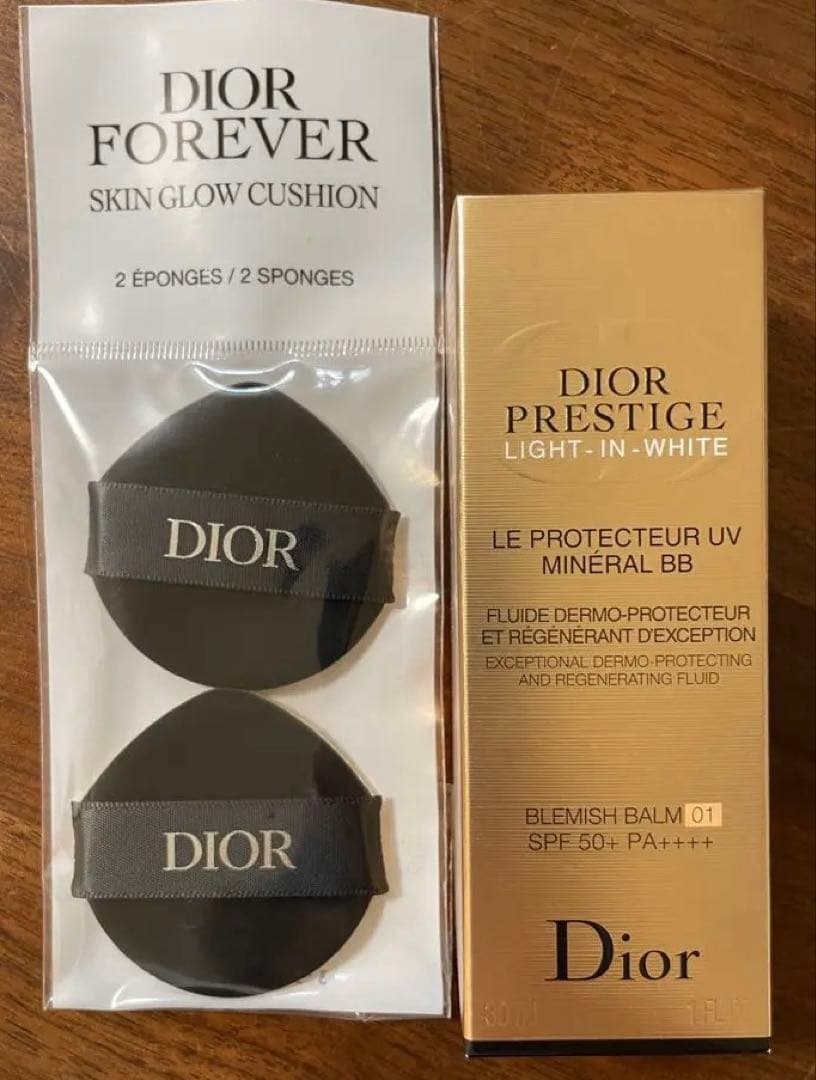 DIOR
FOREVER
SKIN GLOW CUSHION
2 ÉPONGES / 2 SPONGES
DIOR
DIOR
DIOR
PRESTIGE
LIGHT-IN-WHITE
LE PROTECTEUR UV
MINÉRAL BB
FLUIDE DERMO-PROTECTEUR
ET RÉGÉNÉRANT D'EXCEPTION
EXCEPTIONAL DERMO-PROTECTING
AND REGENERATING FLUID
BLEMISH BALM 01
SPF 50+ PA++++
Dior